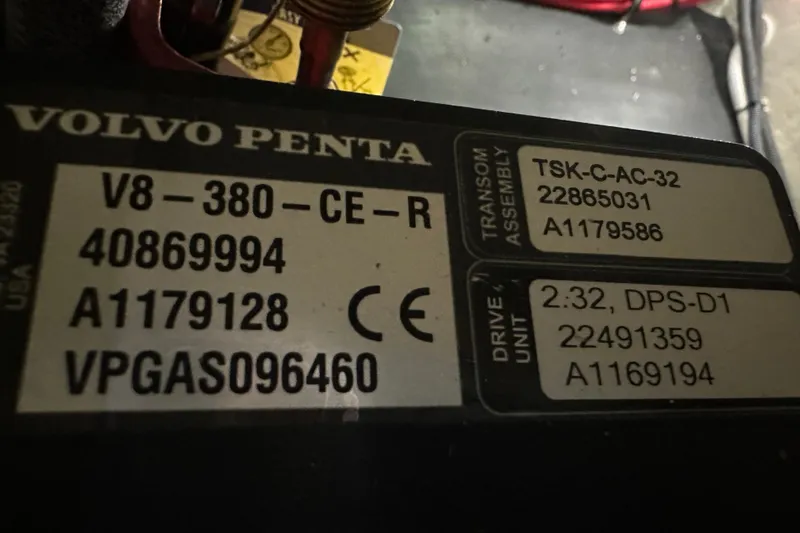 VOLVO PENTA
V8-380-CE-R
40869994
A1179128 CE
VPGAS096460
USA
TRANSOM
ASSEMBLY
TSK-C-AC-32
22865031
A1179586
DRIVE
UNIT
2.32, DPS-D1
22491359
A1169194